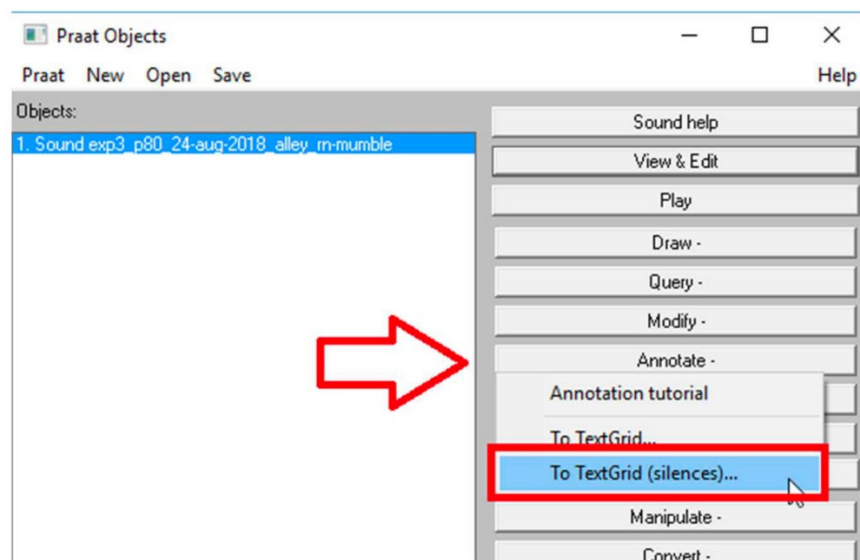 Praat Objects
Praat New Open Save Help
Objects:
1. Sound exp3_p80_24-aug-2018_alley_rn-mumble
Sound help
View & Edit
Play
Draw -
Query -
Modify -
Annotate -
Annotation tutorial
To TextGrid...
To TextGrid (silences)...
Manipulate -
Convert -